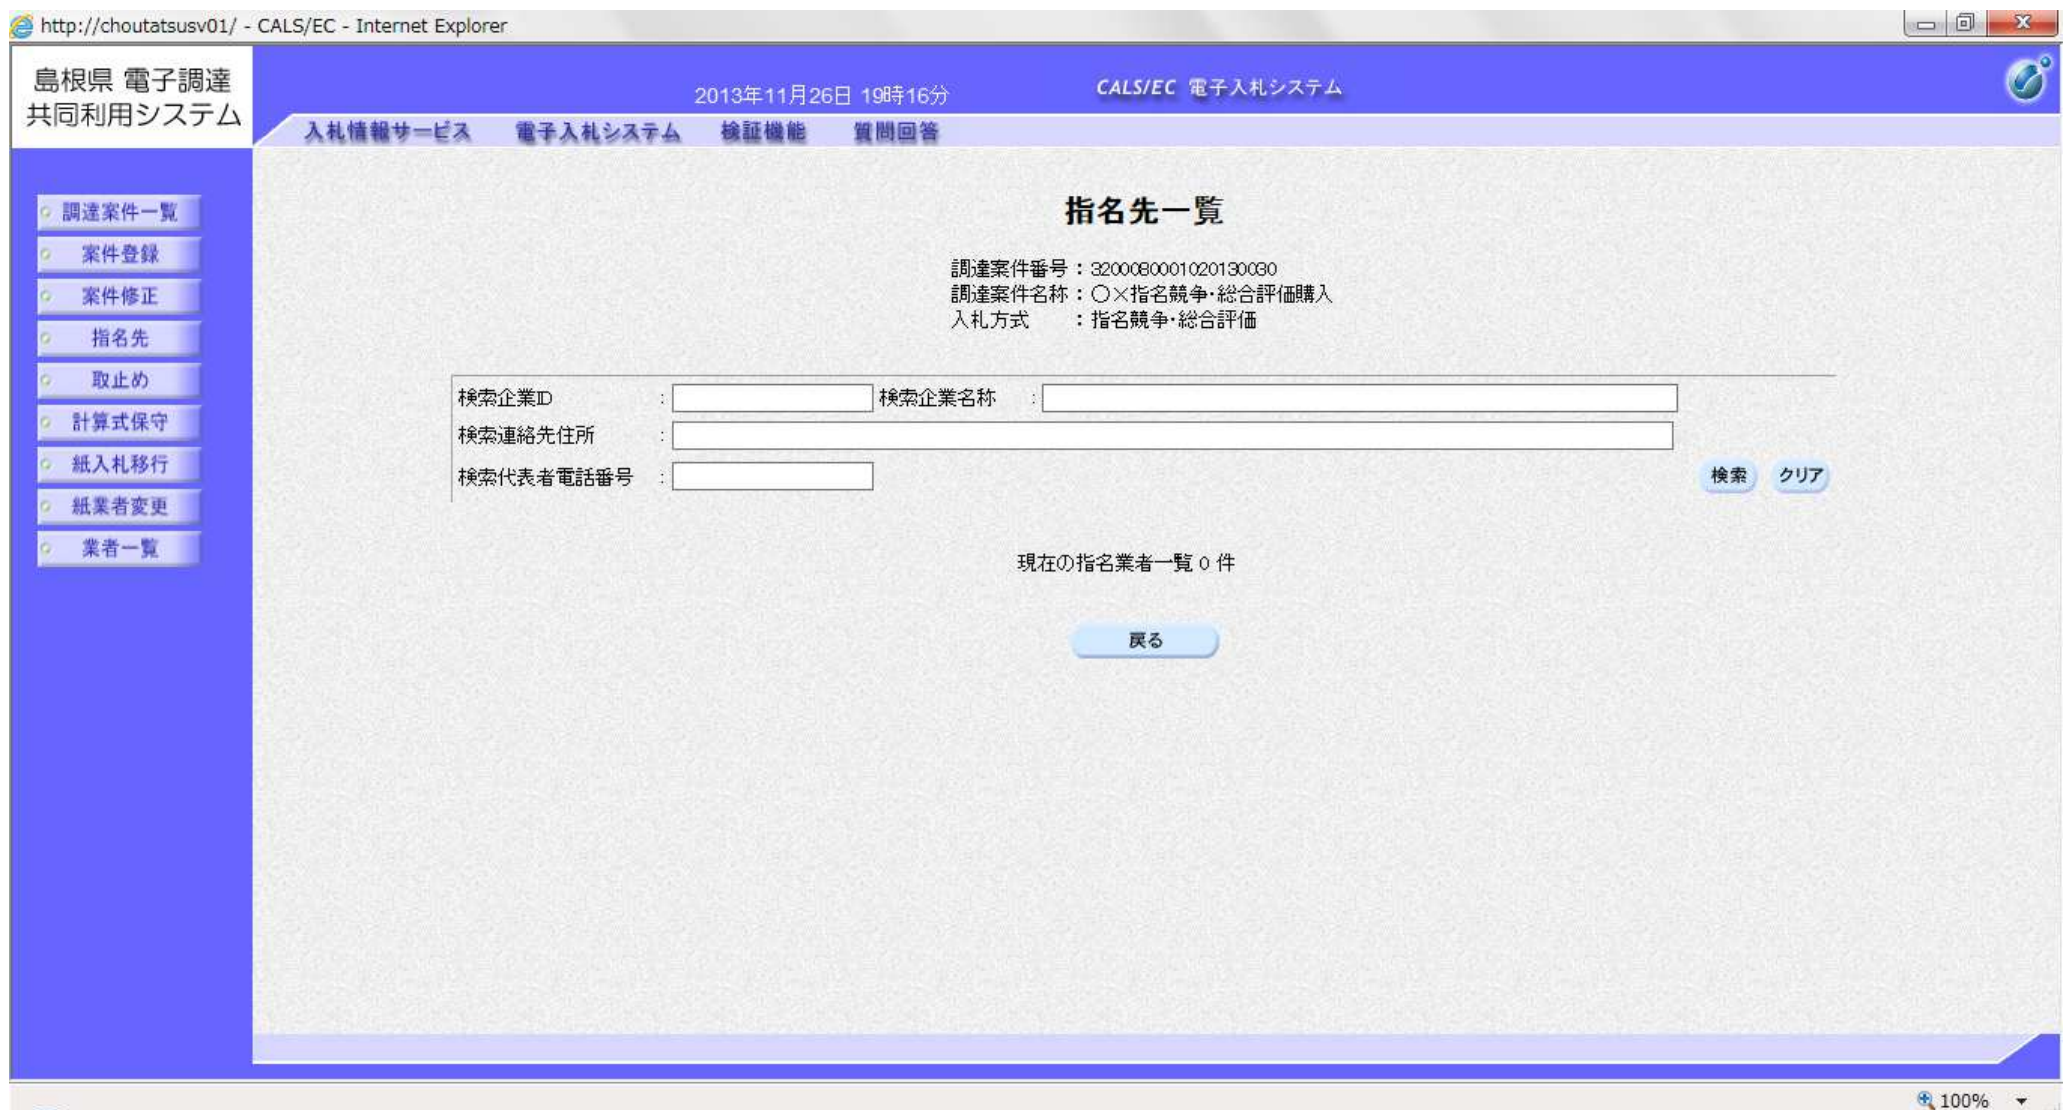 http://choutatsusv01/ - CALS/EC - Internet Explorer
島根県 電子調達
共同利用システム
2013年11月26日 19時16分
CALS/EC 電子入札システム
入札情報サービス 電子入札システム 検証機能 質問回答
調達案件一覧
案件登録
案件修正
指名先
取止め
計算式保守
紙入札移行
紙業者変更
業者一覧
指名先一覧
調達案件番号：3200080001020130030
調達案件名称：○×指名競争・総合評価購入
入札方式 ：指名競争・総合評価
検索企業ID : 検索企業名称 :
検索連絡先住所 :
検索代表者電話番号 :
検索 クリア
現在の指名業者一覧 0 件
戻る
100%